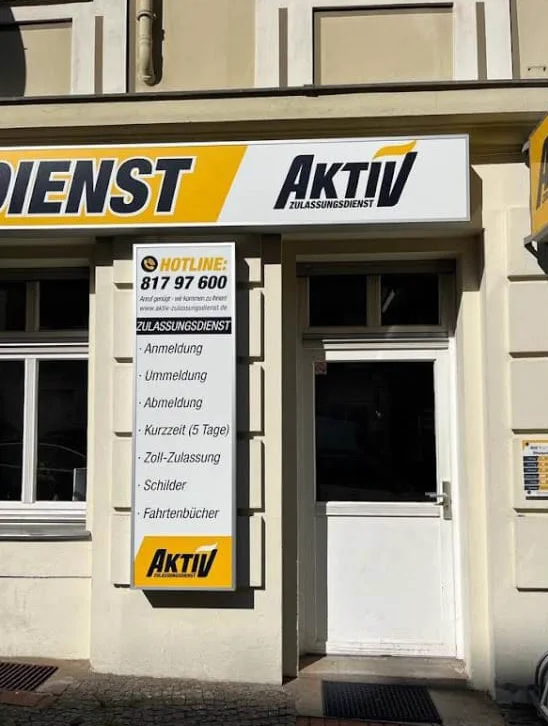 DIENST
AKTIV
ZULASSUNGSDIENST
HOTLINE:
817 97 600
Anruf genügt - wir kommen zu Ihnen!
www.aktiv-zulassungsdienst.de
ZULASSUNGSDIENST
· Anmeldung
· Ummeldung
· Abmeldung
· Kurzzeit (5 Tage)
· Zoll-Zulassung
· Schilder
· Fahrtenbücher
AKTIV
ZULASSUNGSDIENST